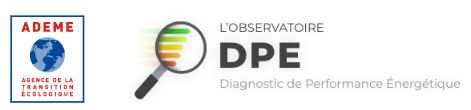 ADEME
AGENCE DE LA
TRANSITION
ÉCOLOGIQUE
L'OBSERVATOIRE
DPE
Diagnostic de Performance Énergétique